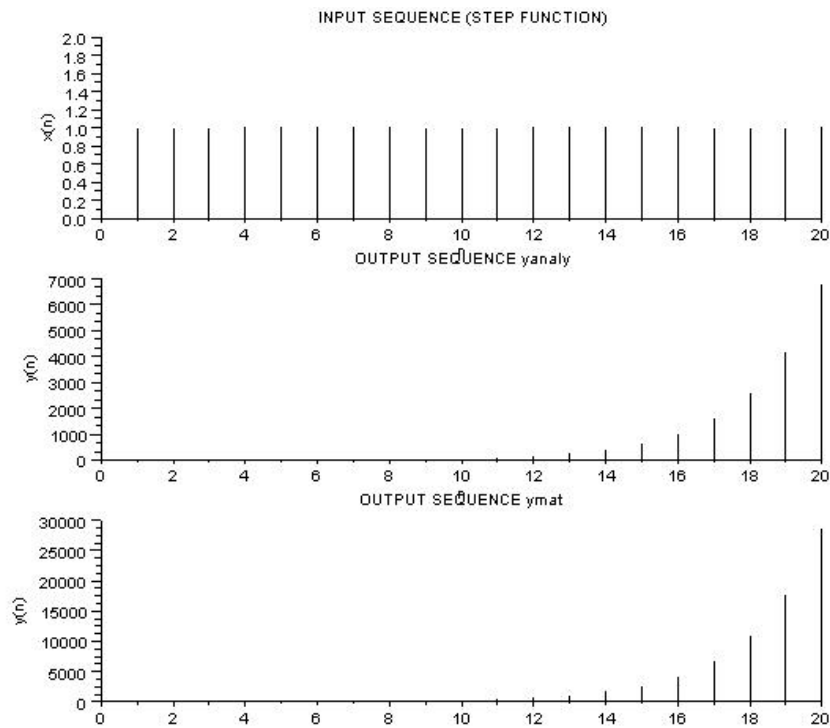 INPUT SEQUENCE (STEP FUNCTION)
x(n)
2.0
1.8
1.6
1.4
1.2
1.0
0.8
0.6
0.4
0.2
0.0
0 2 4 6 8 10 12 14 16 18 20
n
OUTPUT SEQUENCE yanaly
y(n)
7000
6000
5000
4000
3000
2000
1000
0
0 2 4 6 8 10 12 14 16 18 20
n
OUTPUT SEQUENCE ymat
y(n)
30000
25000
20000
15000
10000
5000
0
0 2 4 6 8 10 12 14 16 18 20